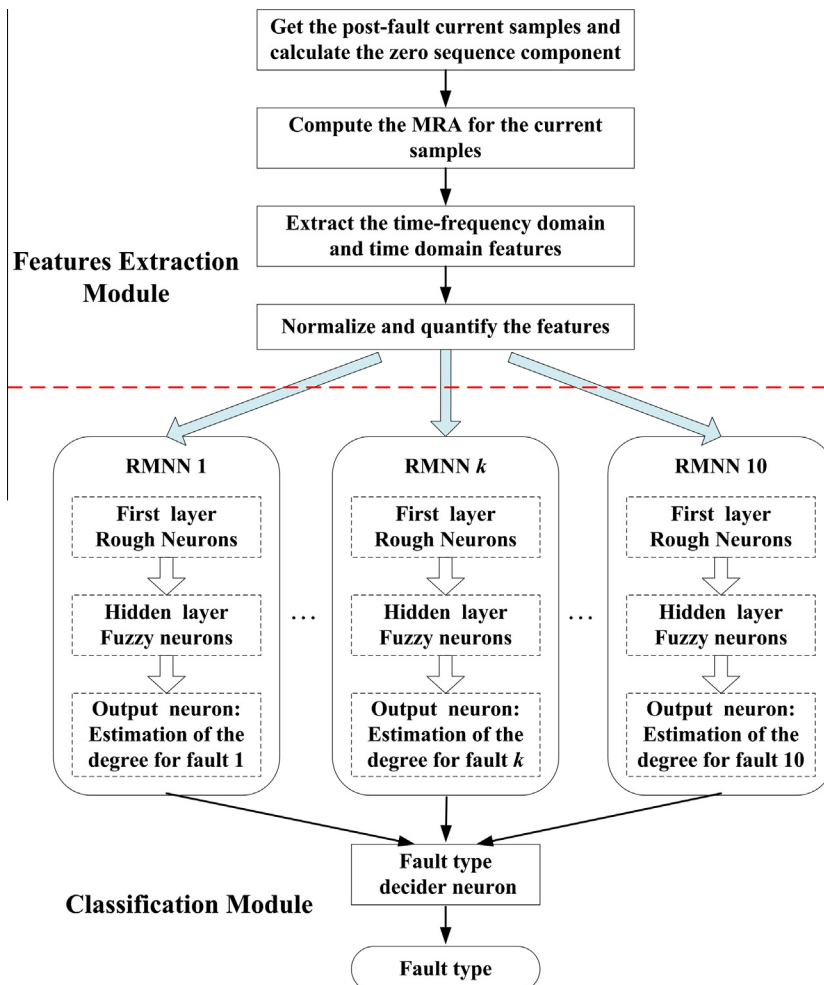 Get the post-fault current samples and
calculate the zero sequence component
Compute the MRA for the current
samples
Extract the time-frequency domain
and time domain features
Features Extraction
Module
Normalize and quantify the features
RMNN 1
First layer
Rough Neurons
Hidden layer
Fuzzy neurons
Output neuron:
Estimation of the
degree for fault 1
...
RMNN k
First layer
Rough Neurons
Hidden layer
Fuzzy neurons
Output neuron:
Estimation of the
degree for fault k
...
RMNN 10
First layer
Rough Neurons
Hidden layer
Fuzzy neurons
Output neuron:
Estimation of the
degree for fault 10
Fault type
decider neuron
Classification Module
Fault type